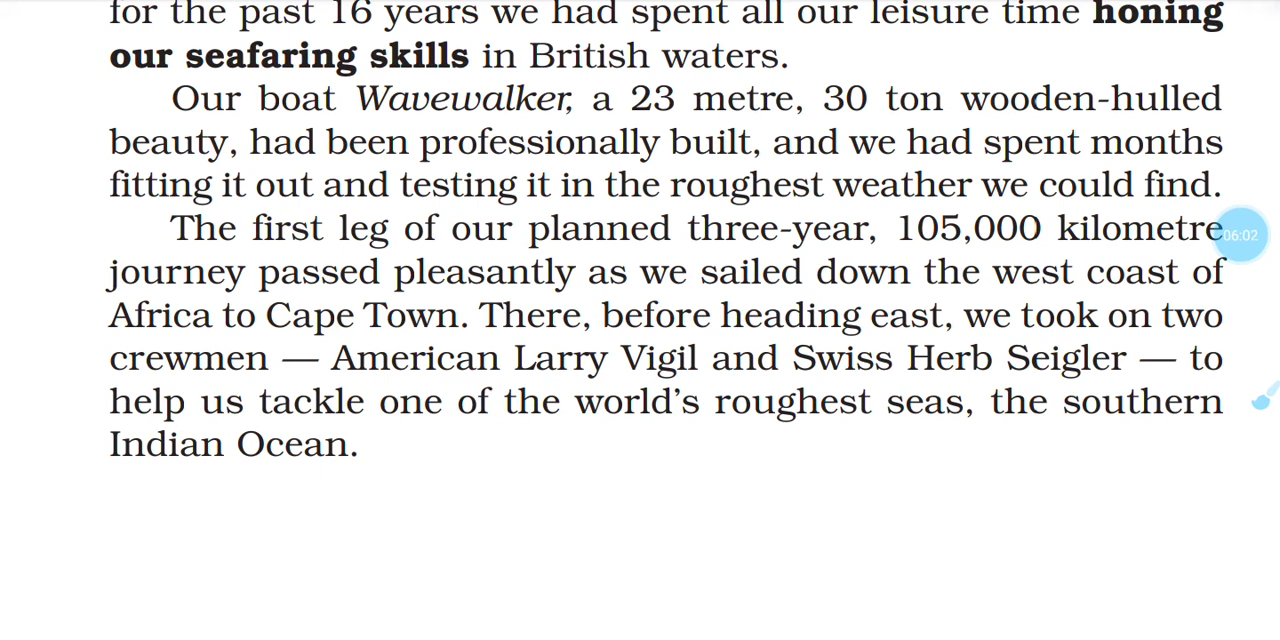 for the past 16 years we had spent all our leisure time honing
our seafaring skills in British waters.
Our boat Wavewalker, a 23 metre, 30 ton wooden-hulled
beauty, had been professionally built, and we had spent months
fitting it out and testing it in the roughest weather we could find.
The first leg of our planned three-year, 105,000 kilometre
06:02
journey passed pleasantly as we sailed down the west coast of
Africa to Cape Town. There, before heading east, we took on two
crewmen — American Larry Vigil and Swiss Herb Seigler — to
help us tackle one of the world's roughest seas, the southern
Indian Ocean.